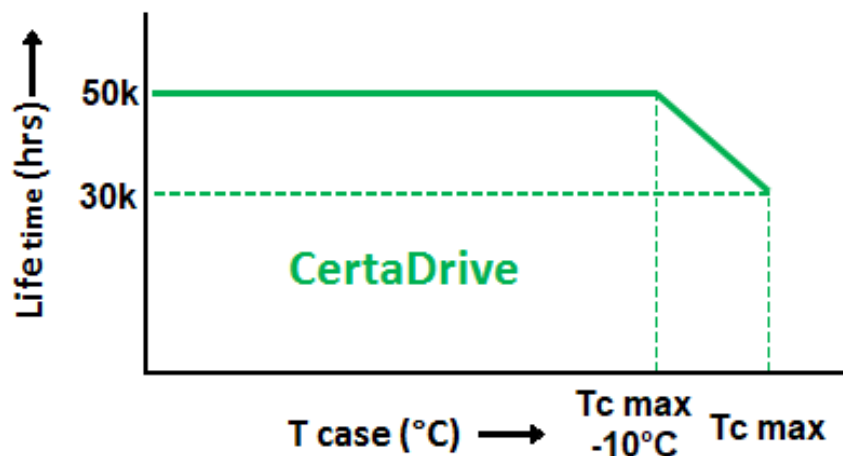 Life time (hrs)
50k
30k
CertaDrive
T case (°C)
Tc max
-10°C
Tc max